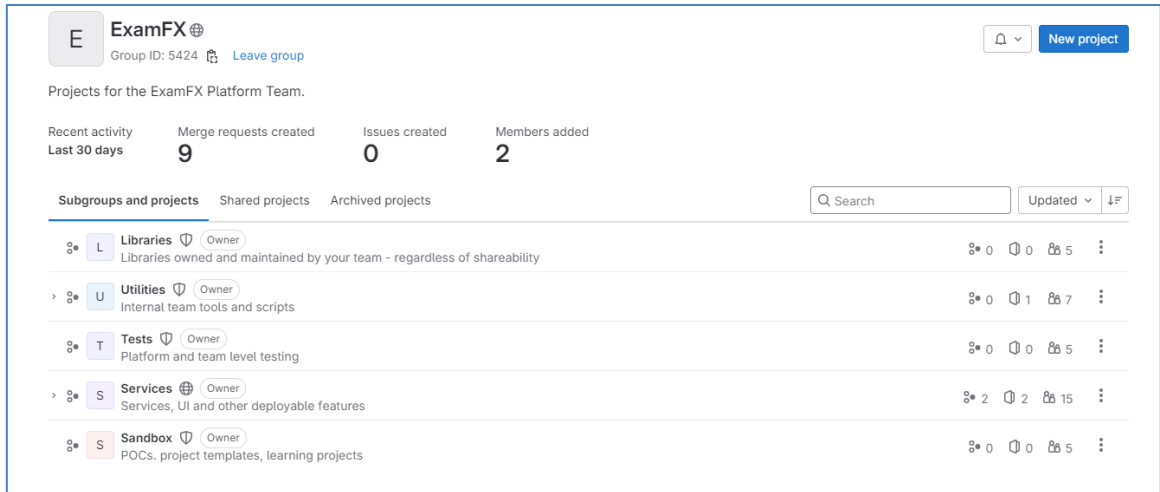 E
ExamFX
Group ID: 5424 Leave group
New project
Projects for the ExamFX Platform Team.
Recent activity Merge requests created Issues created Members added
Last 30 days 9 0 2
Subgroups and projects Shared projects Archived projects Search Updated
L Libraries Owner 0 0 5
Libraries owned and maintained by your team - regardless of shareability
U Utilities Owner 0 1 7
Internal team tools and scripts
T Tests Owner 0 0 5
Platform and team level testing
S Services Owner 2 2 15
Services, UI and other deployable features
S Sandbox Owner 0 0 5
POCs. project templates, learning projects